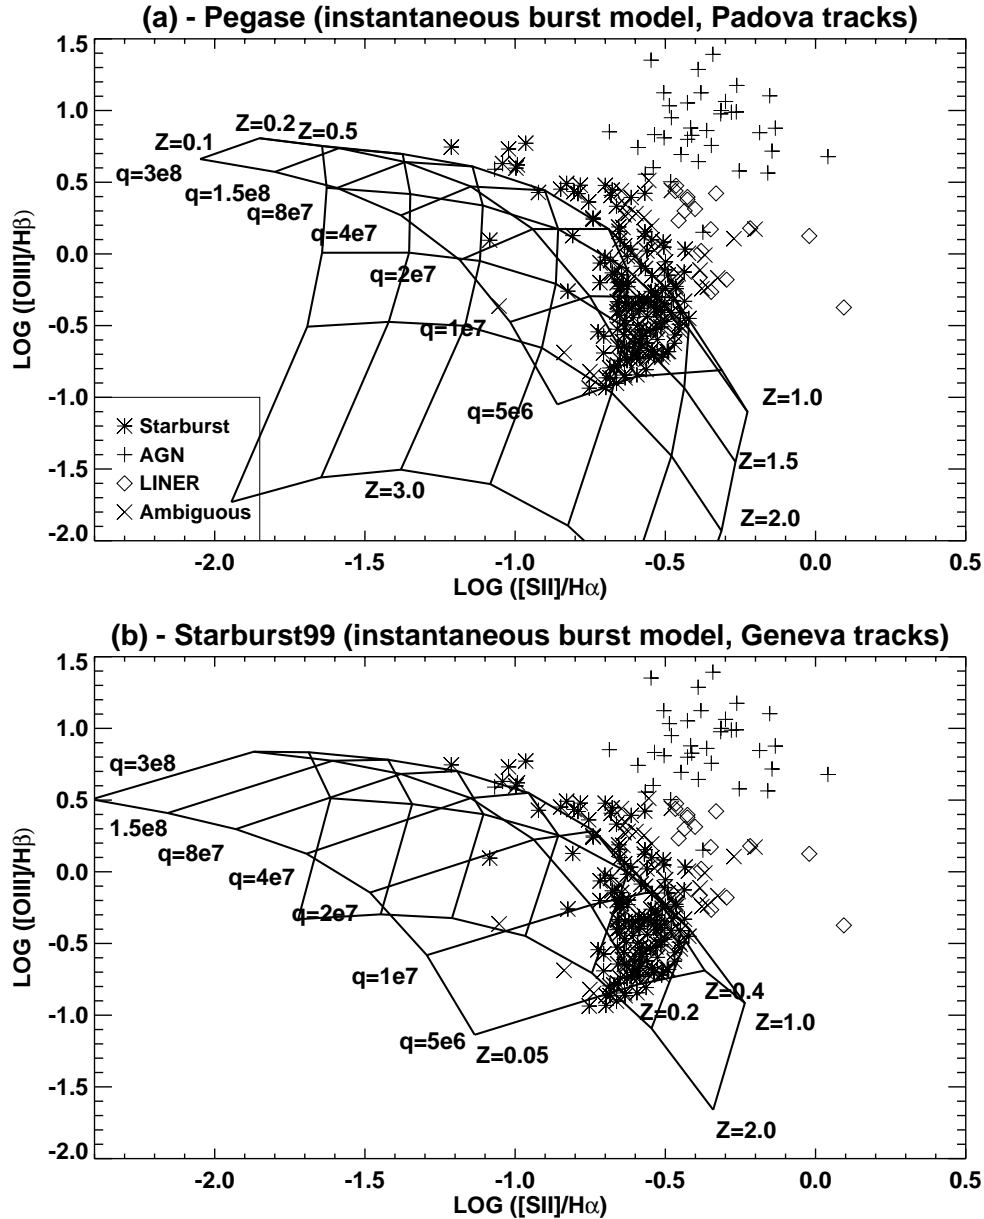 (a) - Pegase (instantaneous burst model, Padova tracks)
1.5
1.0
0.5
0.0
-0.5
-1.0
-1.5
-2.0
LOG ([OIII]/Hβ)
Z=0.1
Z=0.2
Z=0.5
q=3e8
q=1.5e8
q=8e7
q=4e7
q=2e7
q=1e7
q=5e6
Z=1.0
Z=1.5
Z=2.0
Z=3.0
Starburst
AGN
LINER
Ambiguous
-2.0 -1.5 -1.0 -0.5 0.0 0.5
LOG ([SII]/Hα)
(b) - Starburst99 (instantaneous burst model, Geneva tracks)
1.5
1.0
0.5
0.0
-0.5
-1.0
-1.5
-2.0
LOG ([OIII]/Hβ)
q=3e8
1.5e8
q=8e7
q=4e7
q=2e7
q=1e7
q=5e6
Z=0.05
Z=0.2
Z=0.4
Z=1.0
Z=2.0
-2.0 -1.5 -1.0 -0.5 0.0 0.5
LOG ([SII]/Hα)